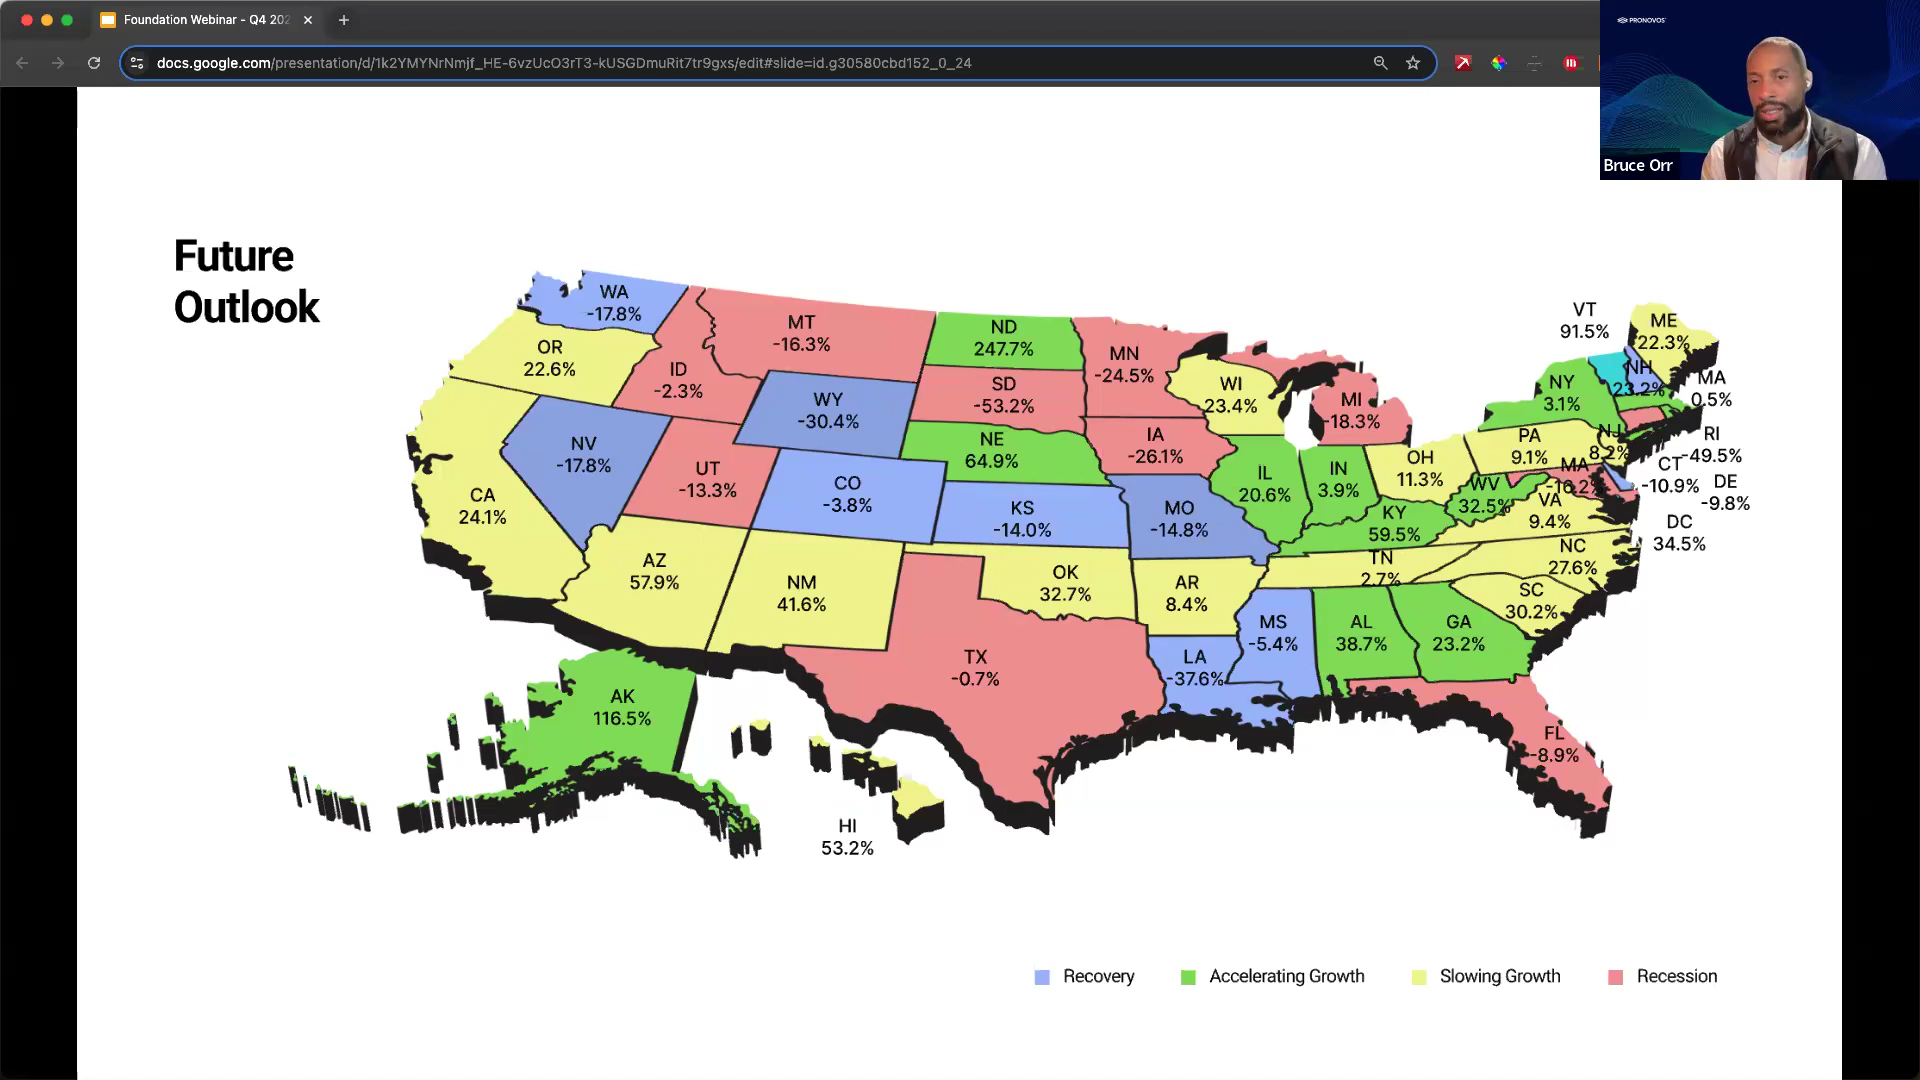 Foundation Webinar - Q4 202
docs.google.com/presentation/d/1k2YMYNrNmjf_HE-6vzUcO3rT3-kUSGDmuRit7tr9gxs/edit#slide=id.g30580cbd152_0_24
PRONOVOS
Bruce Orr
Future
Outlook
WA
-17.8%
OR
22.6%
ID
-2.3%
MT
-16.3%
ND
247.7%
MN
-24.5%
WI
23.4%
MI
-18.3%
VT
91.5%
ME
22.3%
NH
23.2%
MA
0.5%
NY
3.1%
RI
-49.5%
CT
-10.9%
NJ
8.2%
PA
9.1%
MA
-16.2%
DE
-9.8%
DC
34.5%
WY
-30.4%
SD
-53.2%
NE
64.9%
IA
-26.1%
NV
-17.8%
UT
-13.3%
CO
-3.8%
KS
-14.0%
MO
-14.8%
IL
20.6%
IN
3.9%
OH
11.3%
WV
32.5%
VA
9.4%
KY
59.5%
CA
24.1%
AZ
57.9%
NM
41.6%
OK
32.7%
AR
8.4%
TN
2.7%
NC
27.6%
SC
30.2%
TX
-0.7%
LA
-37.6%
MS
-5.4%
AL
38.7%
GA
23.2%
FL
-8.9%
AK
116.5%
HI
53.2%
Recovery
Accelerating Growth
Slowing Growth
Recession